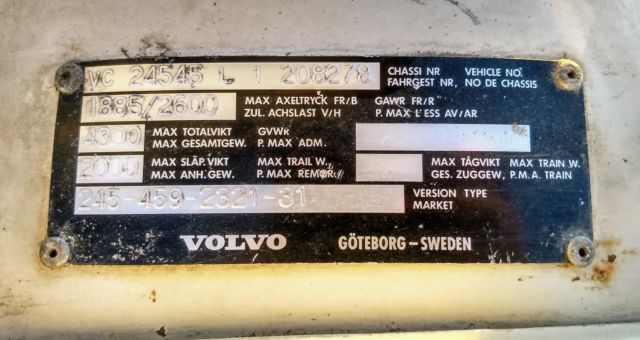 VC 24545 L 1 208278 CHASSI NR VEHICLE NO.
FAHRGEST NR, NO DE CHASSIS
1885/2600 MAX AXELTRYCK FR/B GAWR FR/R
ZUL. ACHSLAST V/H P. MAX L'ESS AV/AR
4300 MAX TOTALVIKT GVWR
MAX GESAMTGEW. P. MAX ADM.
2000 MAX SLÄP.VIKT MAX TRAIL W. MAX TÅGVIKT MAX TRAIN W.
MAX ANH.GEW. P. MAX REMORQ GES. ZUGGEW, P.M.A. TRAIN
245-459-2321-31 VERSION TYPE
MARKET
VOLVO GÖTEBORG – SWEDEN